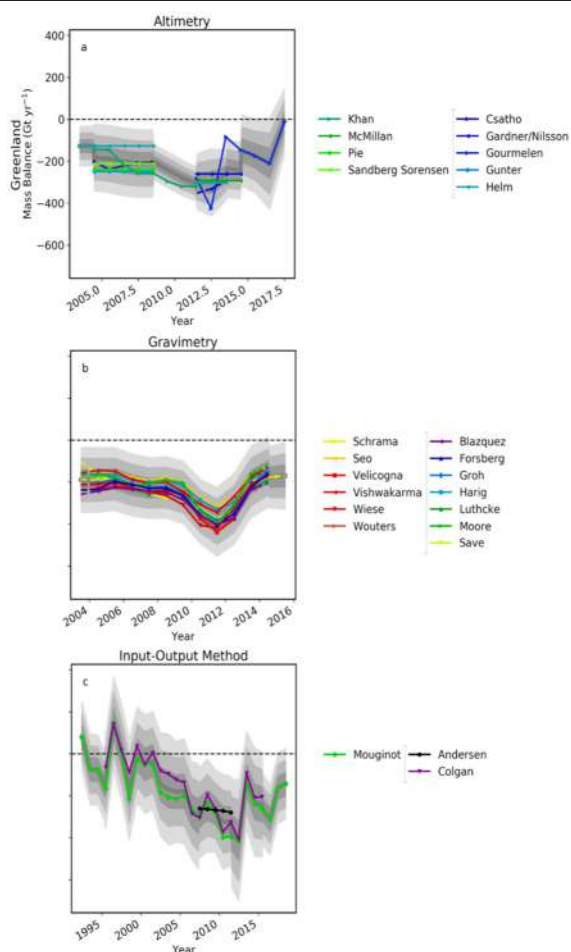 Altimetry
a
400
200
0
−200
−400
−600
Greenland
Mass Balance (Gt yr⁻¹)
2005.0 2007.5 2010.0 2012.5 2015.0 2017.5
Year
Khan
McMillan
Pie
Sandberg Sorensen
Csatho
Gardner/Nilsson
Gourmelen
Gunter
Helm
Gravimetry
b
2004 2006 2008 2010 2012 2014 2016
Year
Schrama
Seo
Velicogna
Vishwakarma
Wiese
Wouters
Blazquez
Forsberg
Groh
Harig
Luthcke
Moore
Save
Input-Output Method
c
1995 2000 2005 2010 2015
Year
Mouginot
Andersen
Colgan